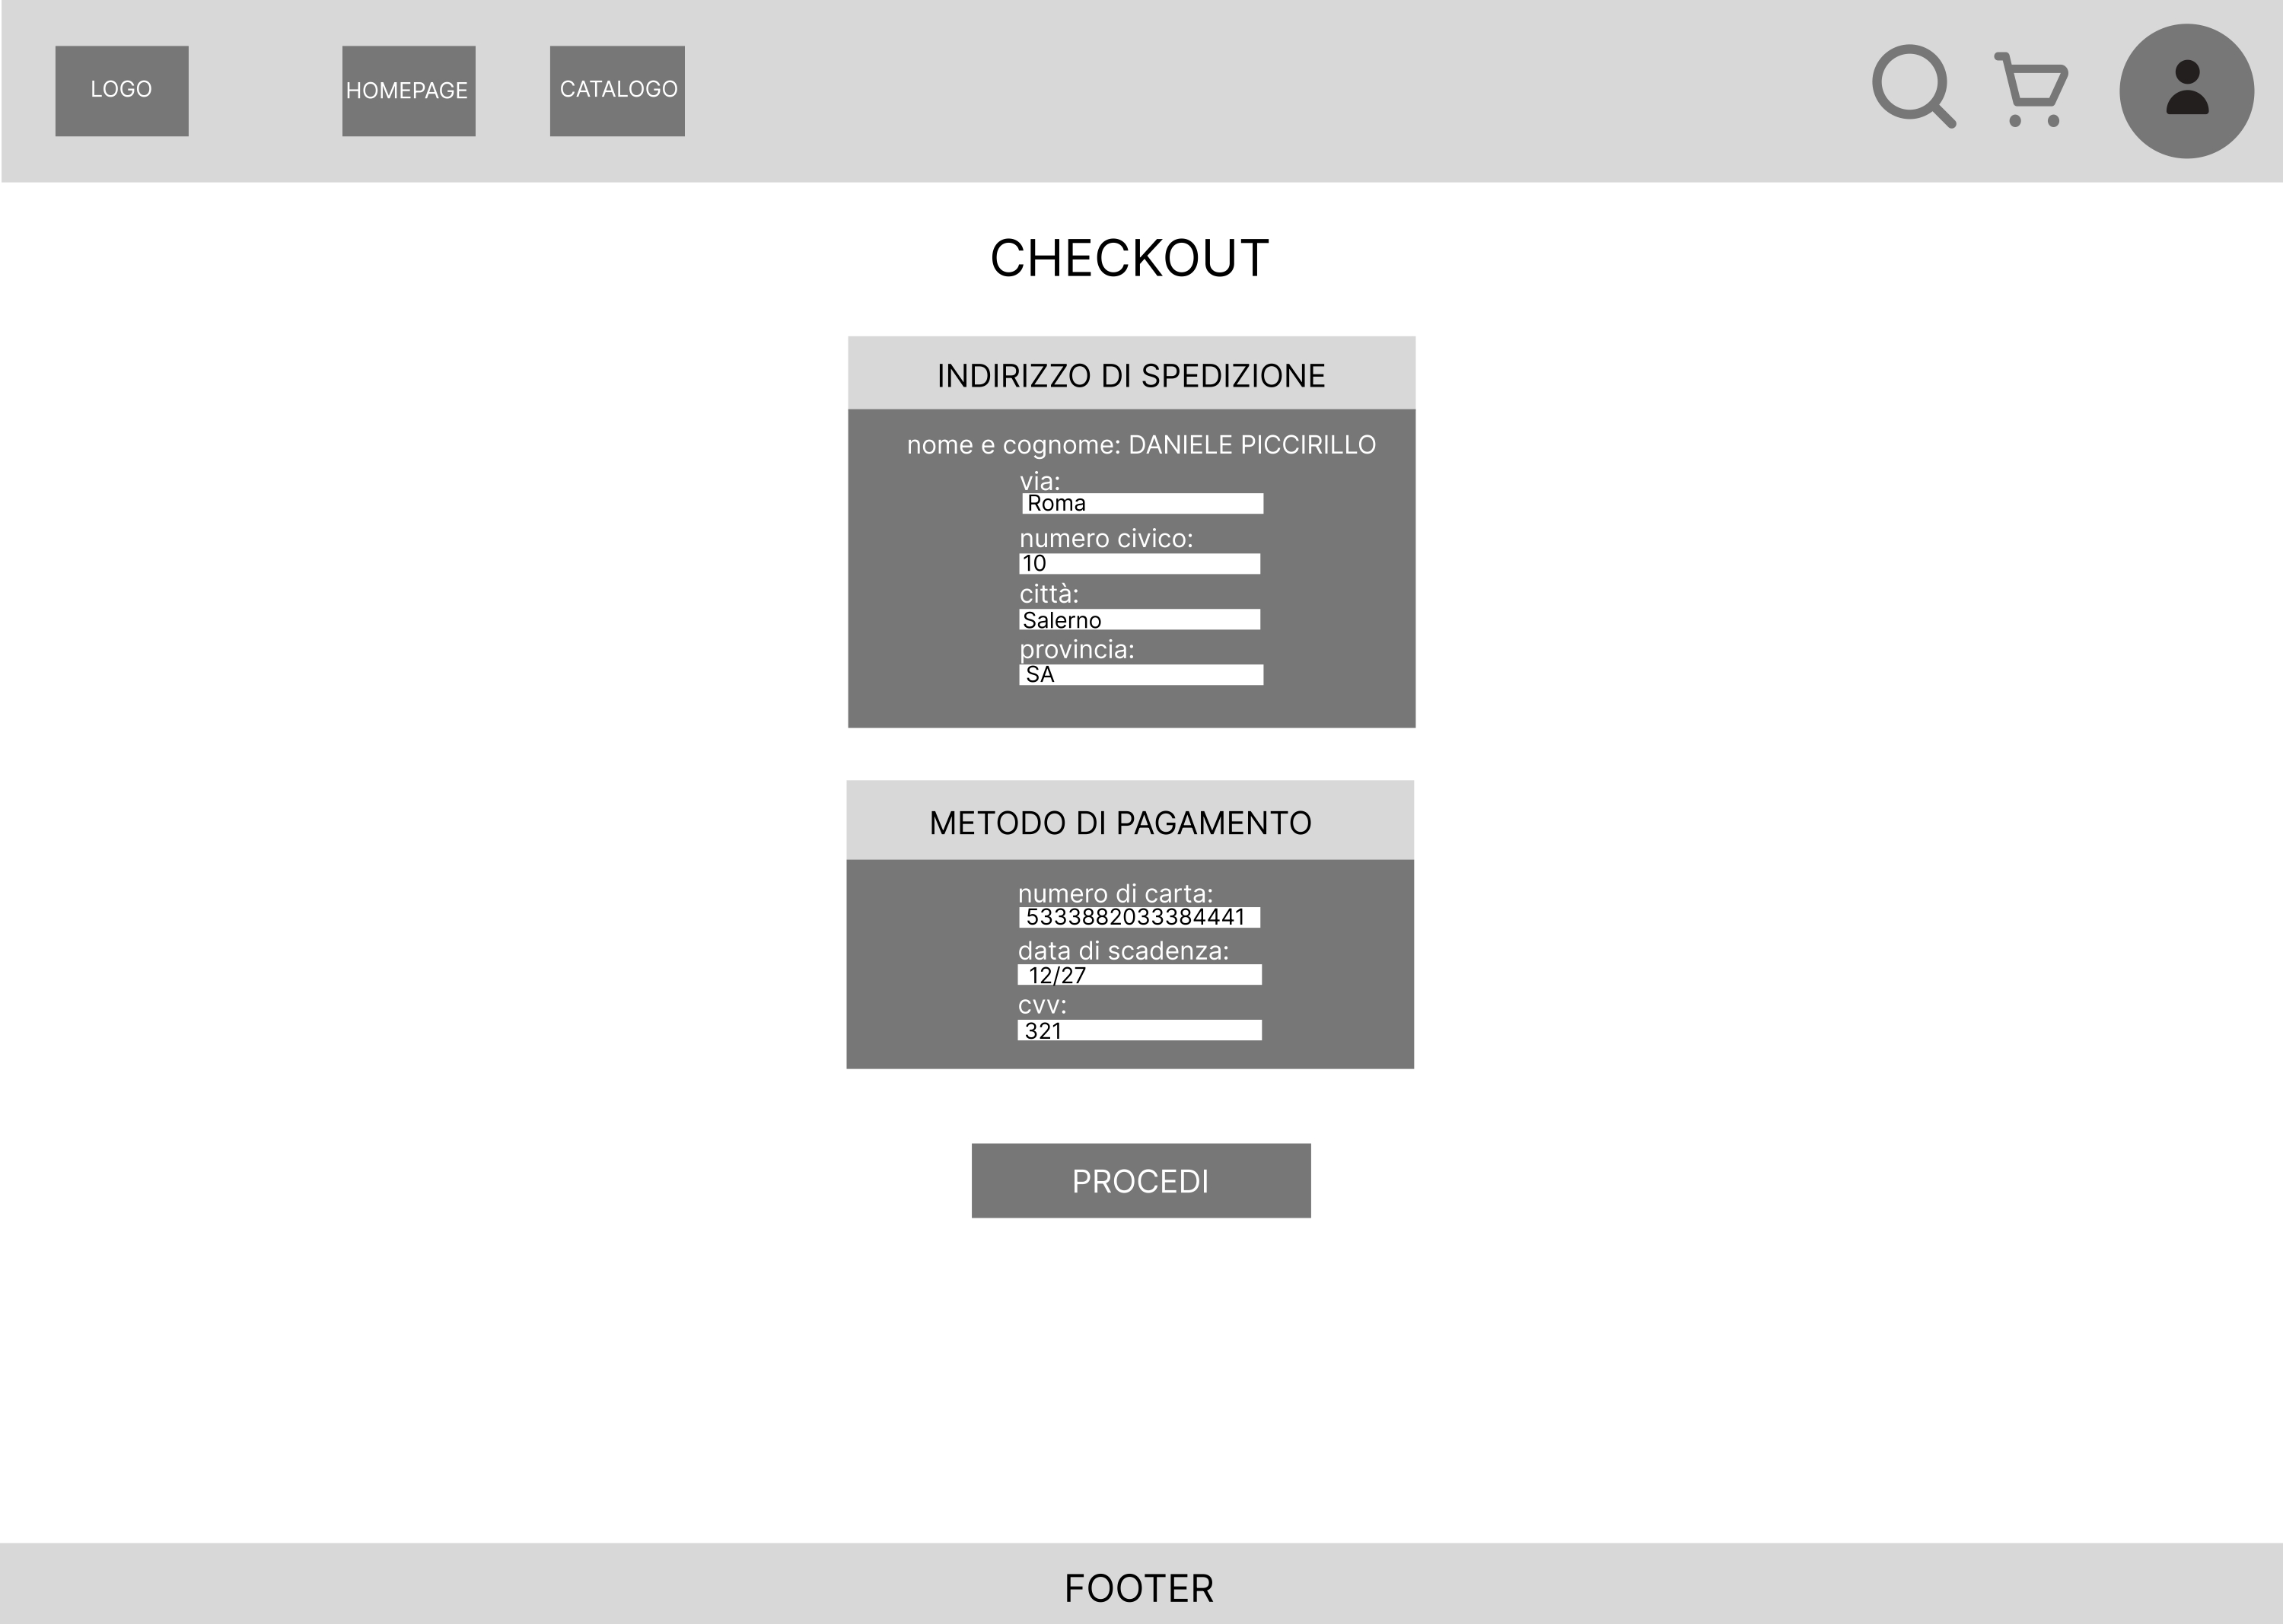 LOGO
HOMEPAGE
CATALOGO
CHECKOUT
INDIRIZZO DI SPEDIZIONE
nome e cognome: DANIELE PICCIRILLO
via:
Roma
numero civico:
10
città:
Salerno
provincia:
SA
METODO DI PAGAMENTO
numero di carta:
5333882033384441
data di scadenza:
12/27
cvv:
321
PROCEDI
FOOTER